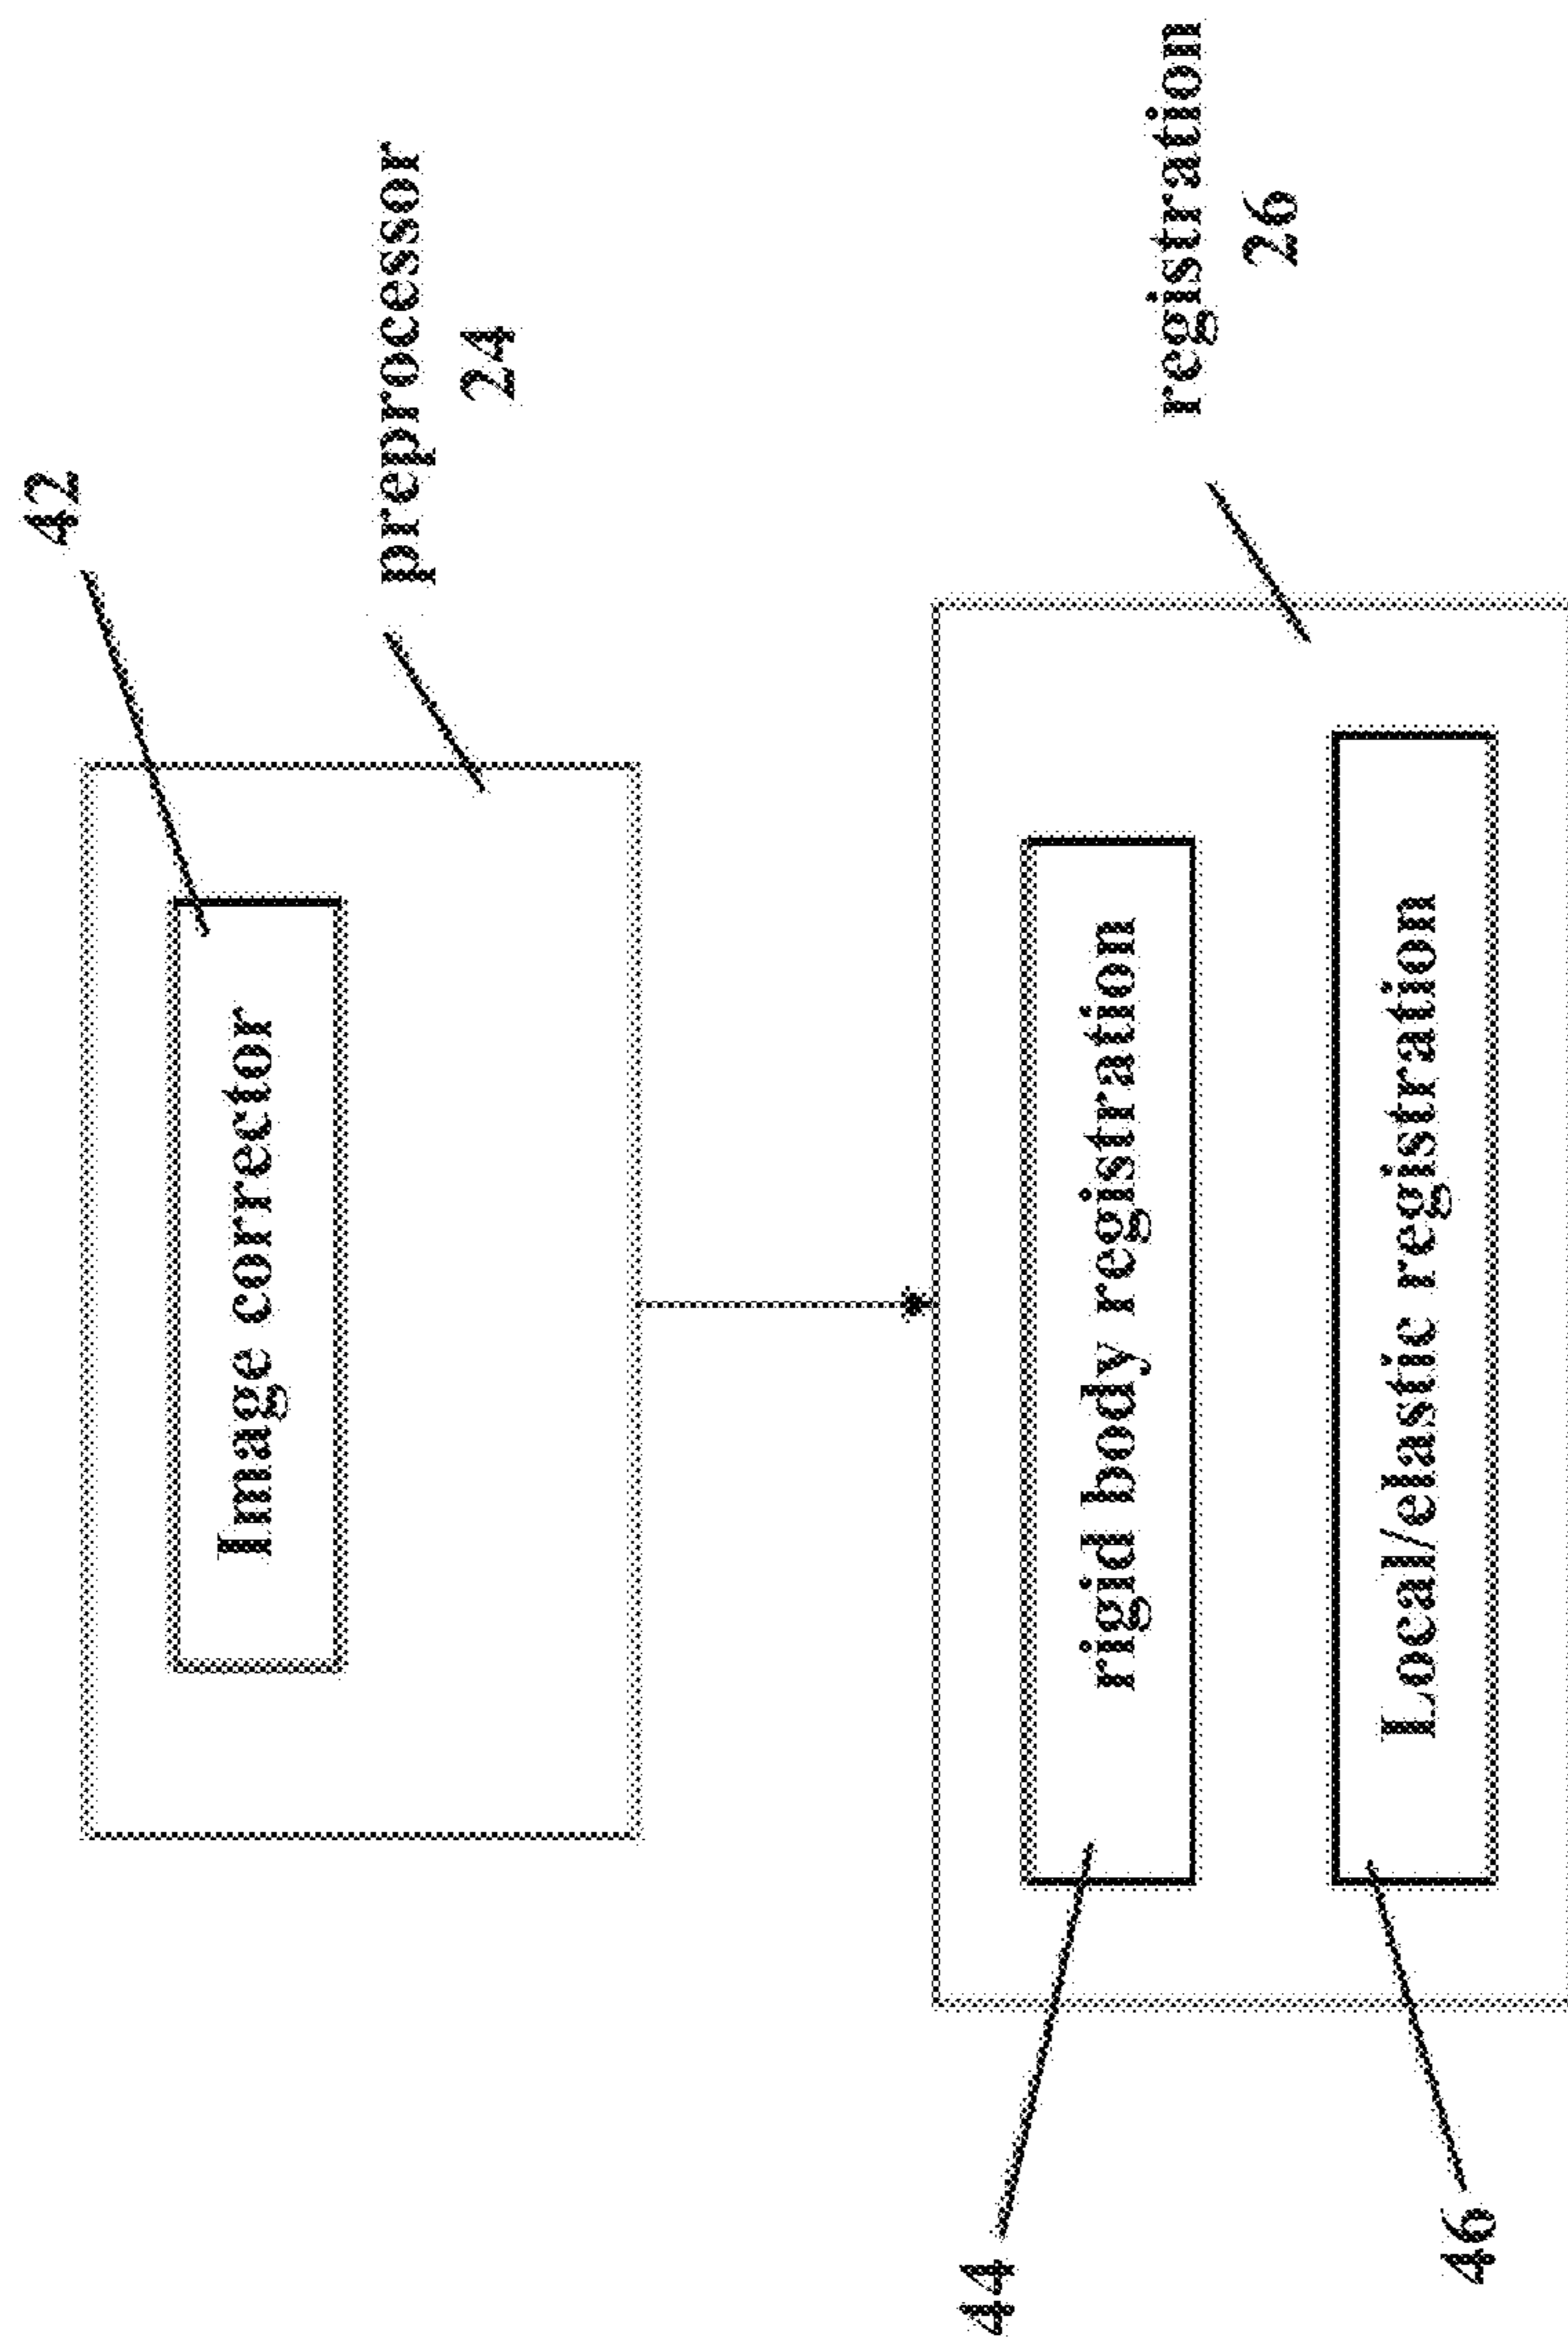 42
Image corrector
preprocessor
24
registration
26
rigid body registration
44
Local/elastic registration
46